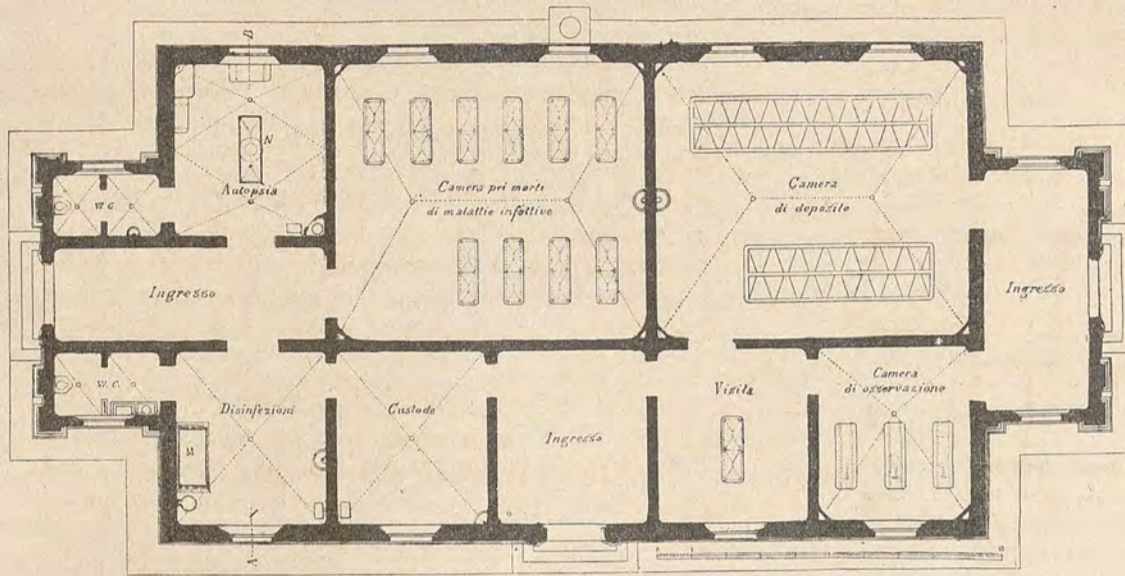 B
N
Autopsia
W C
Camera pei morti
di malattie infettive
Camera
di deposito
Ingresso
Ingresso
W. C.
Disinfezioni
M
Custode
Ingresso
Visita
Camera
di osservazione
A